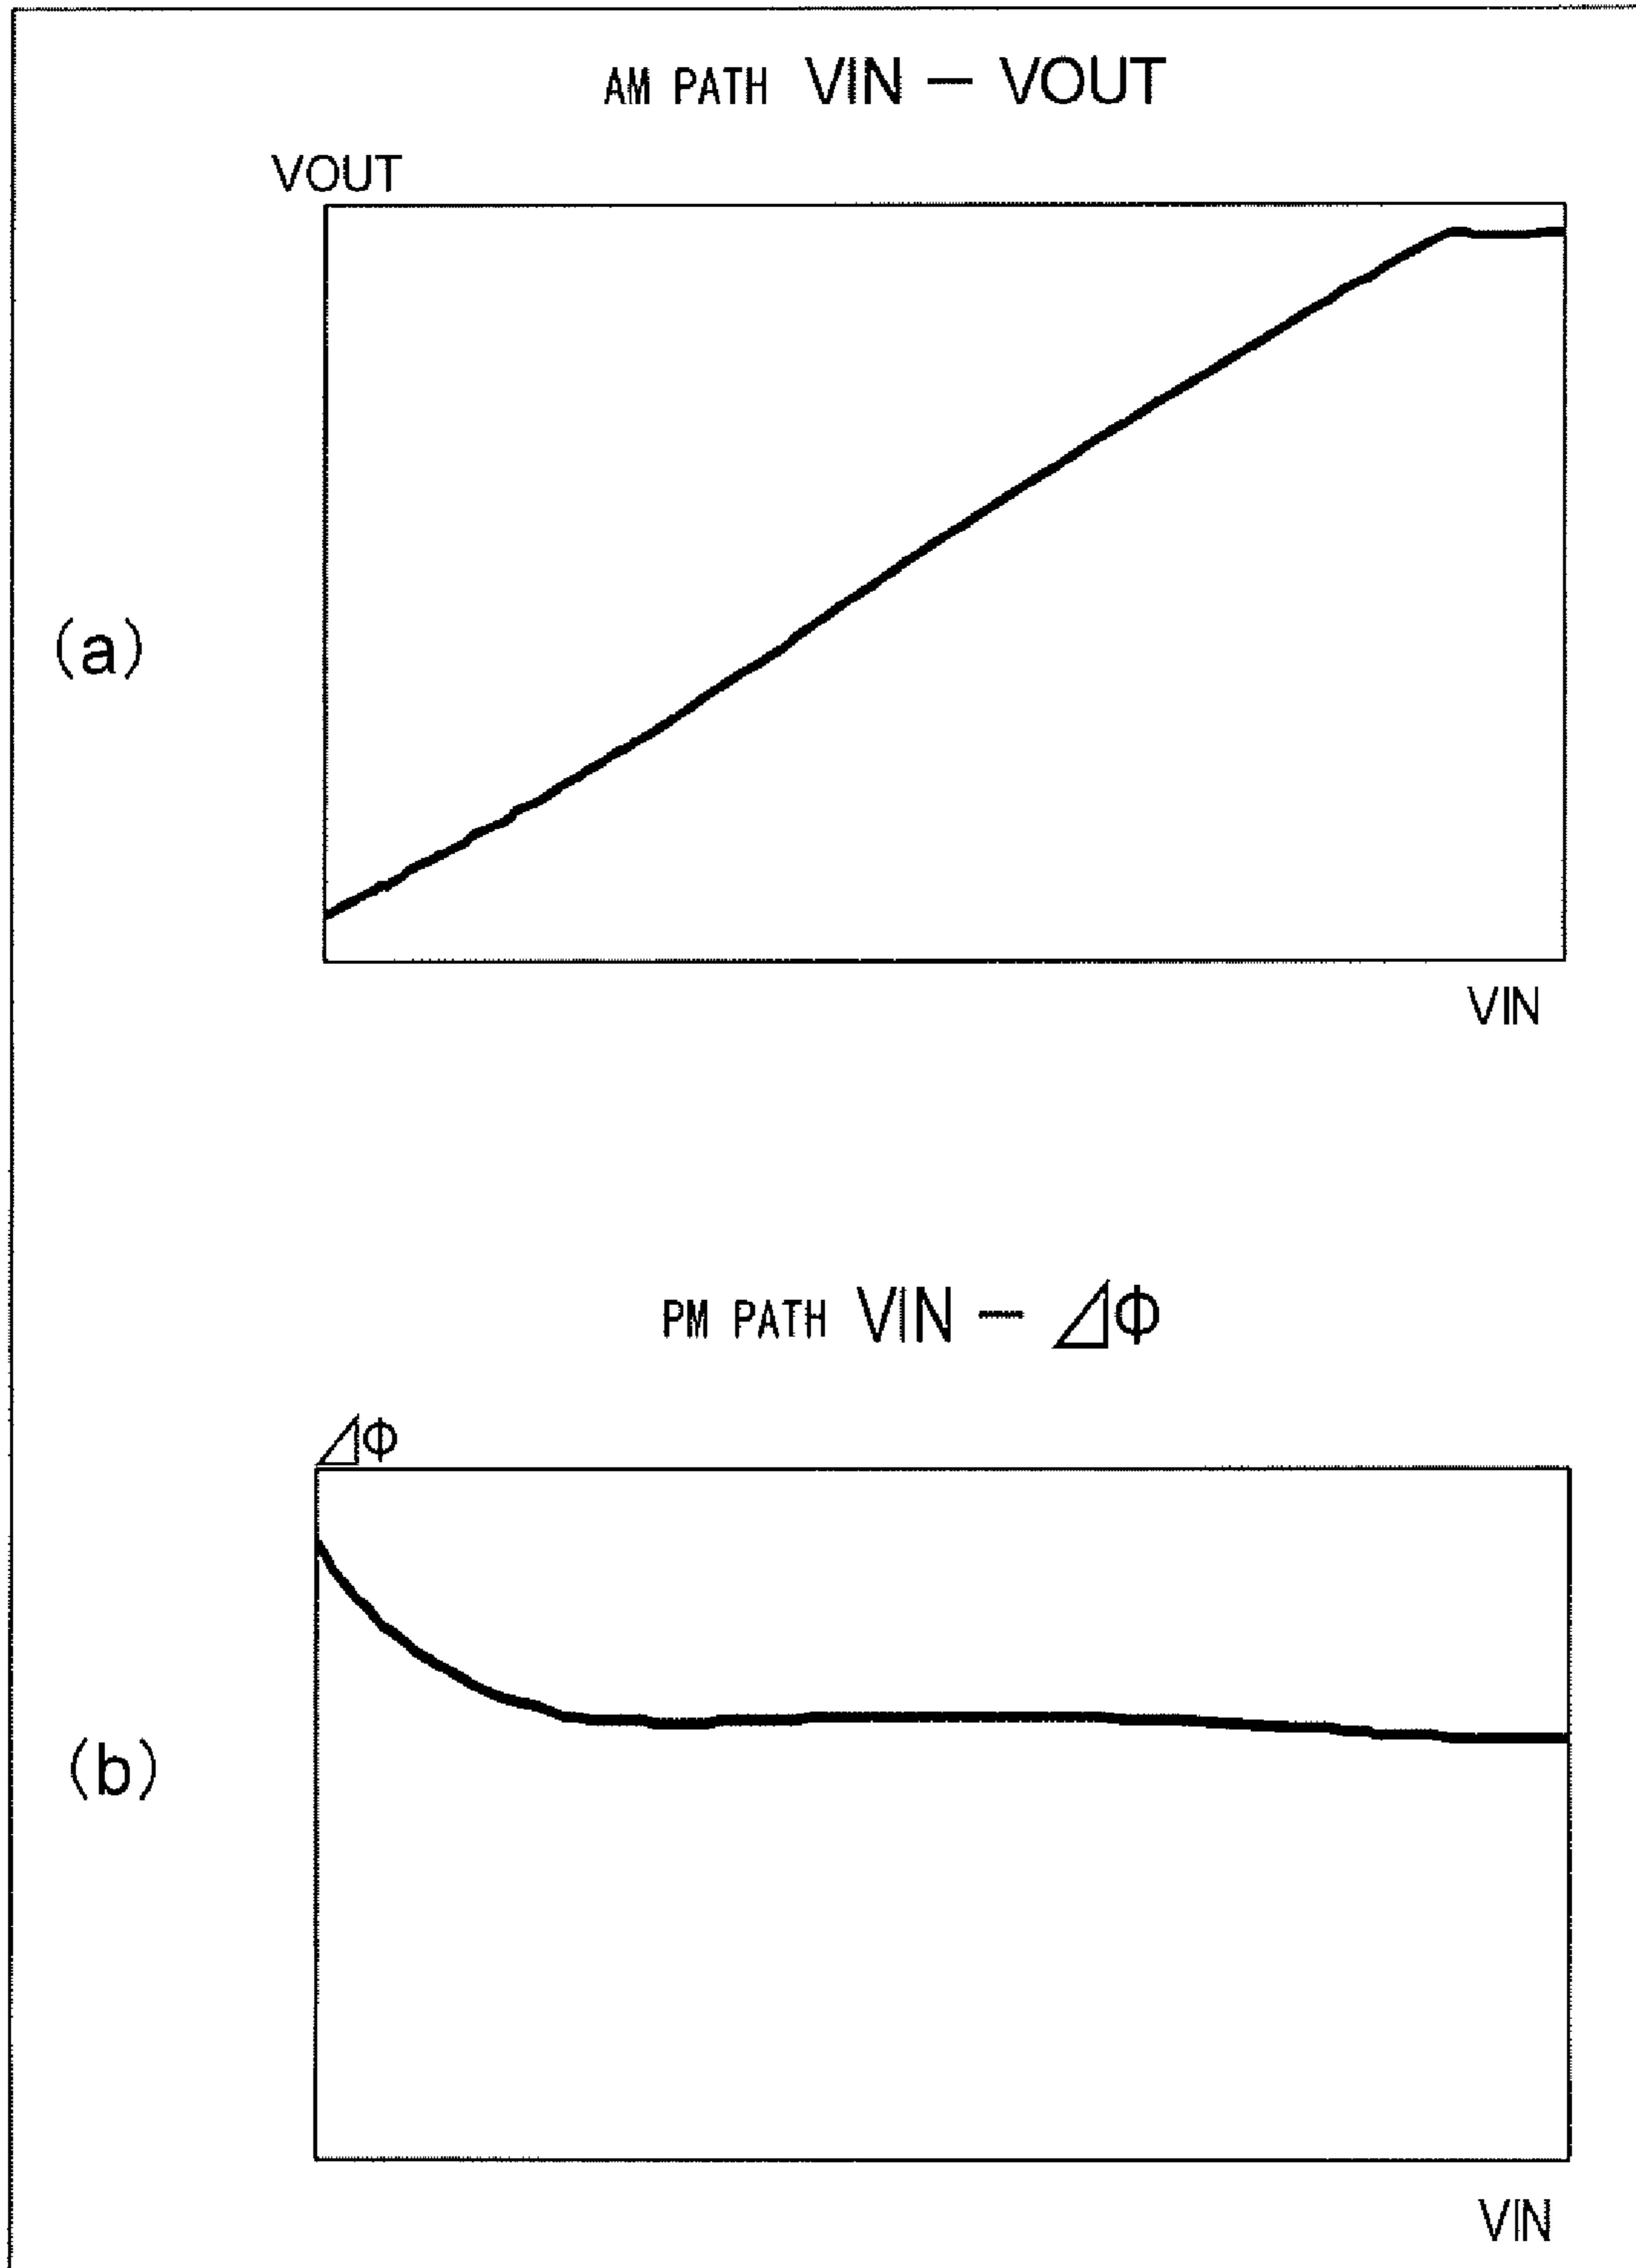 AM PATH VIN — VOUT
VOUT
(a)
VIN
PM PATH VIN — ⊿Φ
⊿Φ
(b)
VIN